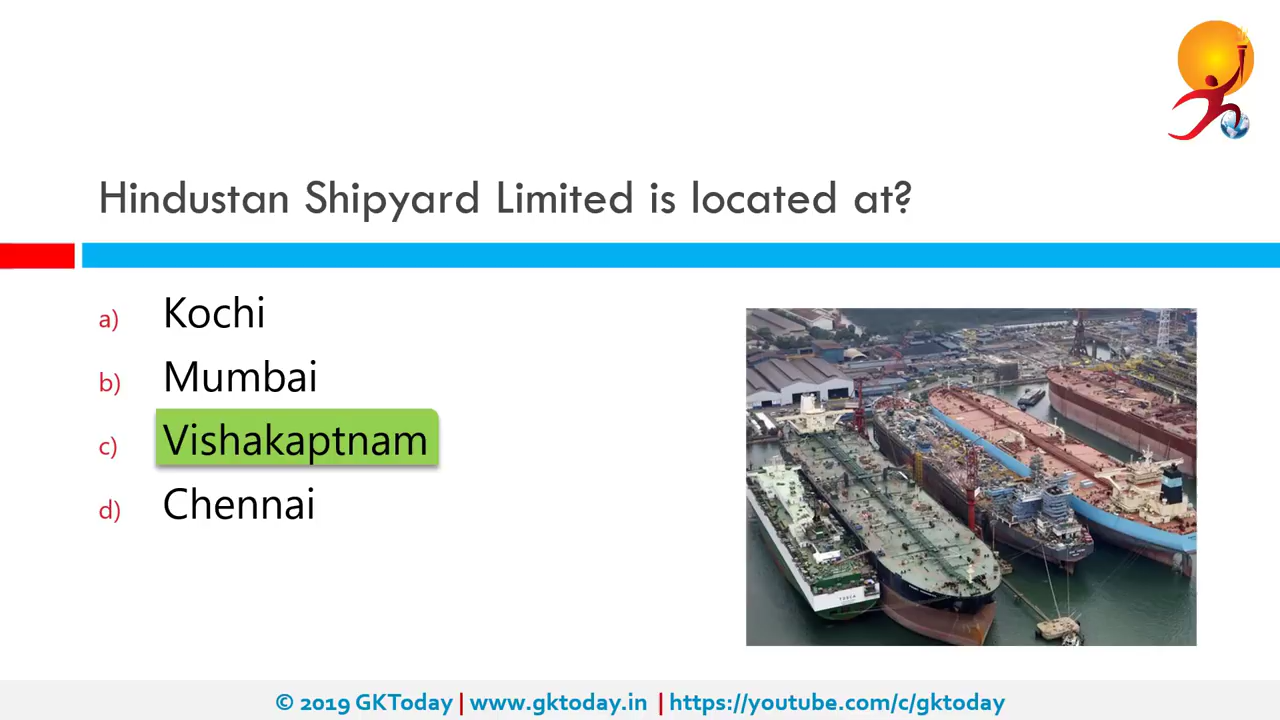 Hindustan Shipyard Limited is located at?
a) Kochi
b) Mumbai
c) Vishakaptnam
d) Chennai
© 2019 GKToday | www.gktoday.in | https://youtube.com/c/gktoday